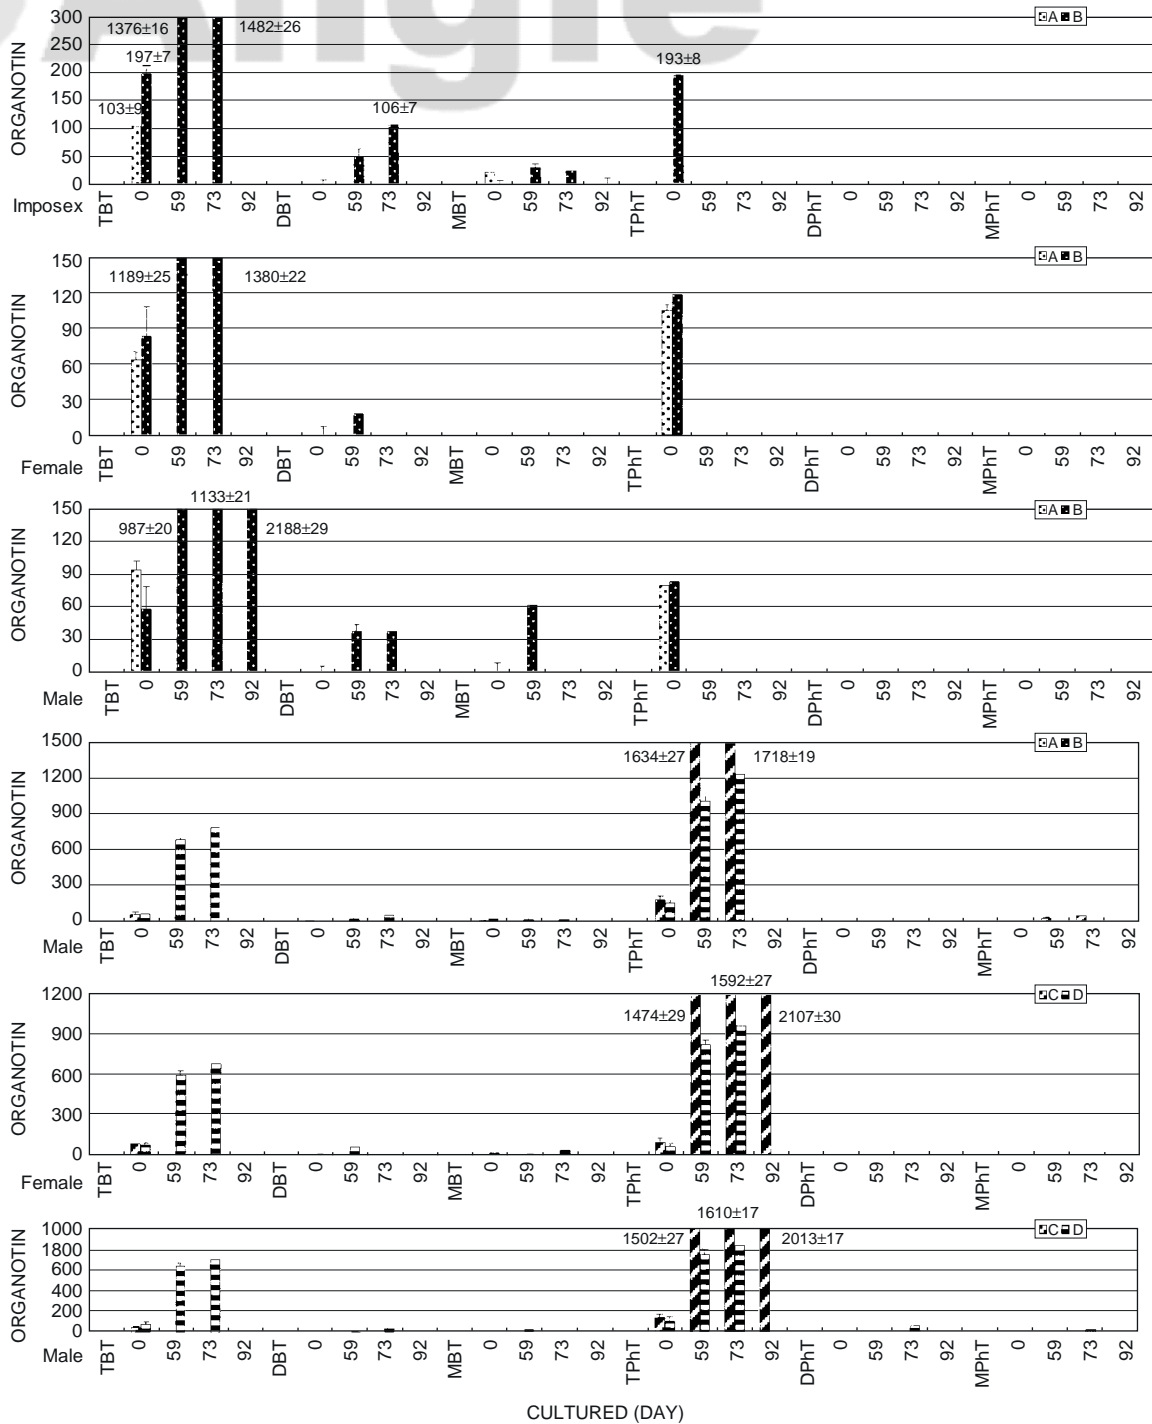 Angle
300
250
200
150
100
50
0
ORGANOTIN
1376±16
1482±26
197±7
103±9
106±7
193±8
A B
Imposex TBT 0 59 73 92 DBT 0 59 73 92 MBT 0 59 73 92 TPhT 0 59 73 92 DPhT 0 59 73 92 MPhT 0 59 73 92
150
120
90
60
30
0
ORGANOTIN
1189±25
1380±22
A B
Female TBT 0 59 73 92 DBT 0 59 73 92 MBT 0 59 73 92 TPhT 0 59 73 92 DPhT 0 59 73 92 MPhT 0 59 73 92
150
120
90
60
30
0
ORGANOTIN
1133±21
987±20
2188±29
A B
Male TBT 0 59 73 92 DBT 0 59 73 92 MBT 0 59 73 92 TPhT 0 59 73 92 DPhT 0 59 73 92 MPhT 0 59 73 92
1500
1200
900
600
300
0
ORGANOTIN
1634±27
1718±19
A B
Male TBT 0 59 73 92 DBT 0 59 73 92 MBT 0 59 73 92 TPhT 0 59 73 92 DPhT 0 59 73 92 MPhT 0 59 73 92
1200
900
600
300
0
ORGANOTIN
1592±27
1474±29
2107±30
C D
Female TBT 0 59 73 92 DBT 0 59 73 92 MBT 0 59 73 92 TPhT 0 59 73 92 DPhT 0 59 73 92 MPhT 0 59 73 92
1000
1800
600
400
200
0
ORGANOTIN
1610±17
1502±27
2013±17
C D
Male TBT 0 59 73 92 DBT 0 59 73 92 MBT 0 59 73 92 TPhT 0 59 73 92 DPhT 0 59 73 92 MPhT 0 59 73 92
CULTURED (DAY)